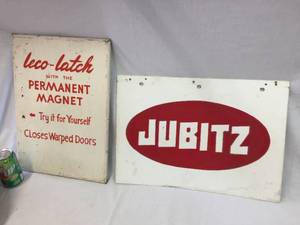 leco-latch
WITH THE
PERMANENT
MAGNET
← Try it for Yourself
CLOSES WARPED DOORS
JUBITZ